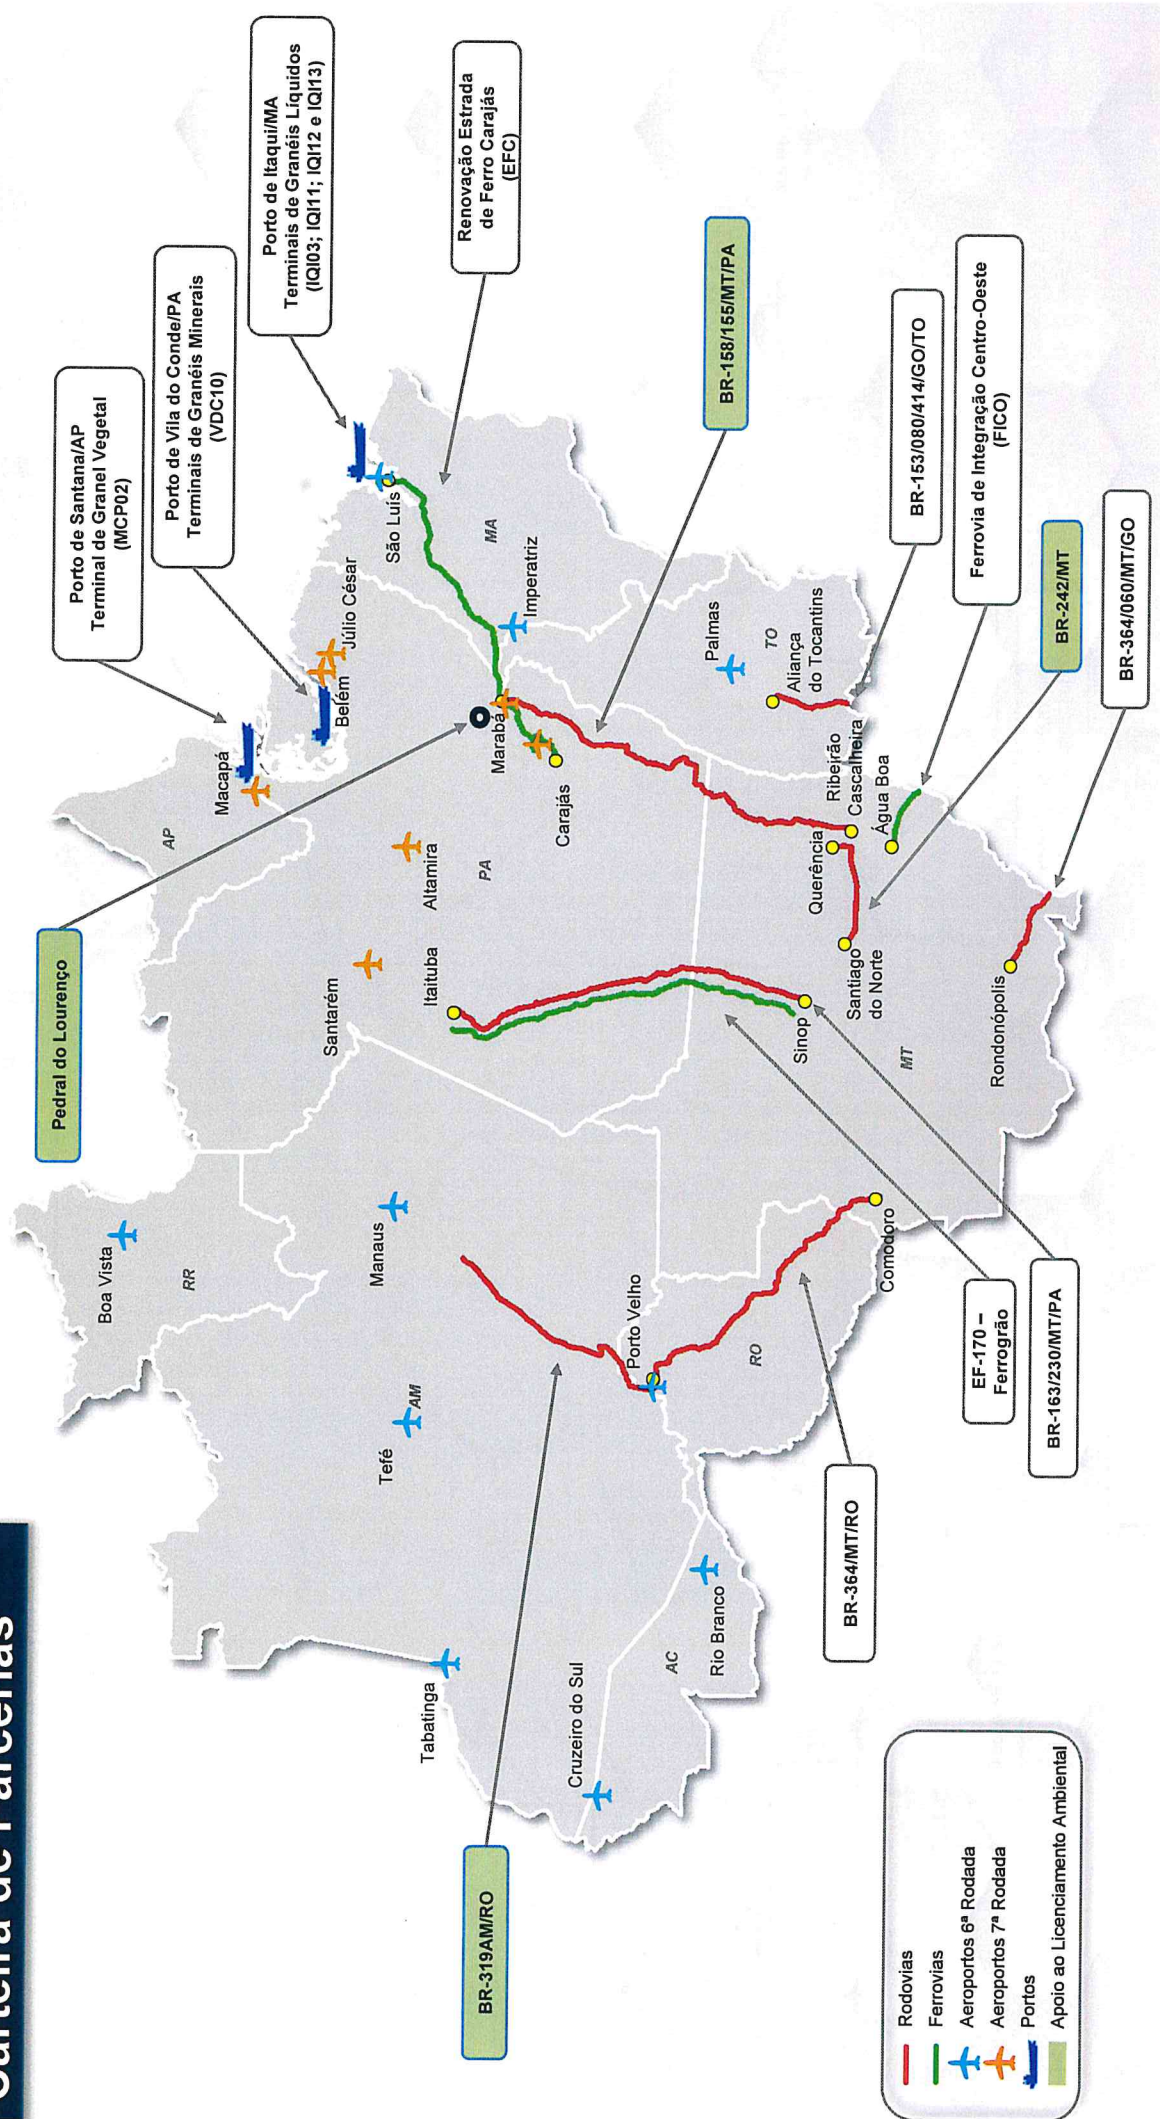 Carteira de Parcerias
Pedral do Lourenço
Porto de Santana/AP
Terminal de Granel Vegetal
(MCP02)
Porto de Vila do Conde/PA
Terminais de Granéis Minerais
(VDC10)
Porto de Itaqui/MA
Terminais de Granéis Líquidos
(IQI03; IQI11; IQI12 e IQI13)
Renovação Estrada
de Ferro Carajás
(EFC)
BR-158/155/MT/PA
BR-153/080/414/GO/TO
Ferrovia de Integração Centro-Oeste
(FICO)
BR-242/MT
BR-364/060/MT/GO
Boa Vista
RR
AP
Macapá
Belém
Júlio César
São Luís
MA
Imperatriz
Manaus
Santarém
Altamira
Tefé
AM
Itaituba
PA
Marabá
Carajás
Tabatinga
Cruzeiro do Sul
Porto Velho
Palmas
TO
Aliança
do Tocantins
AC
Rio Branco
RO
Comodoro
Sinop
Santiago
do Norte
Querência
Ribeirão
Cascalheira
Água Boa
MT
Rondonópolis
BR-319AM/RO
BR-364/MT/RO
EF-170 –
Ferrogrão
BR-163/230/MT/PA
Rodovias
Ferrovias
Aeroportos 6ª Rodada
Aeroportos 7ª Rodada
Portos
Apoio ao Licenciamento Ambiental